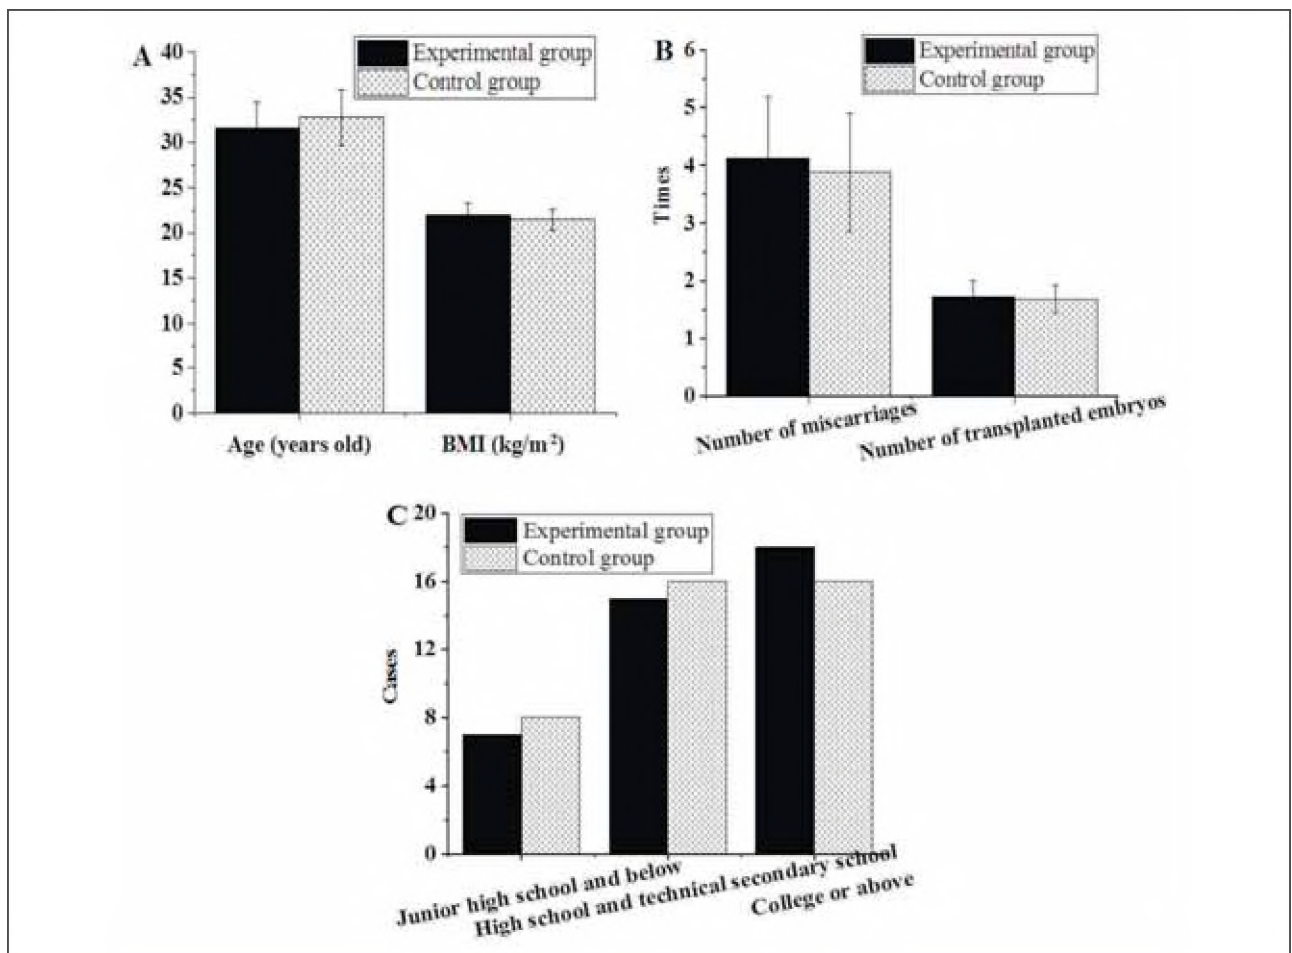 A
Experimental group
Control group
40
35
30
25
20
15
10
5
0
Age (years old)
BMI (kg/m²)
B
Experimental group
Control group
Times
6
5
4
3
2
1
0
Number of miscarriages
Number of transplanted embryos
C
Experimental group
Control group
Cases
20
16
12
8
4
0
Junior high school and below
High school and technical secondary school
College or above